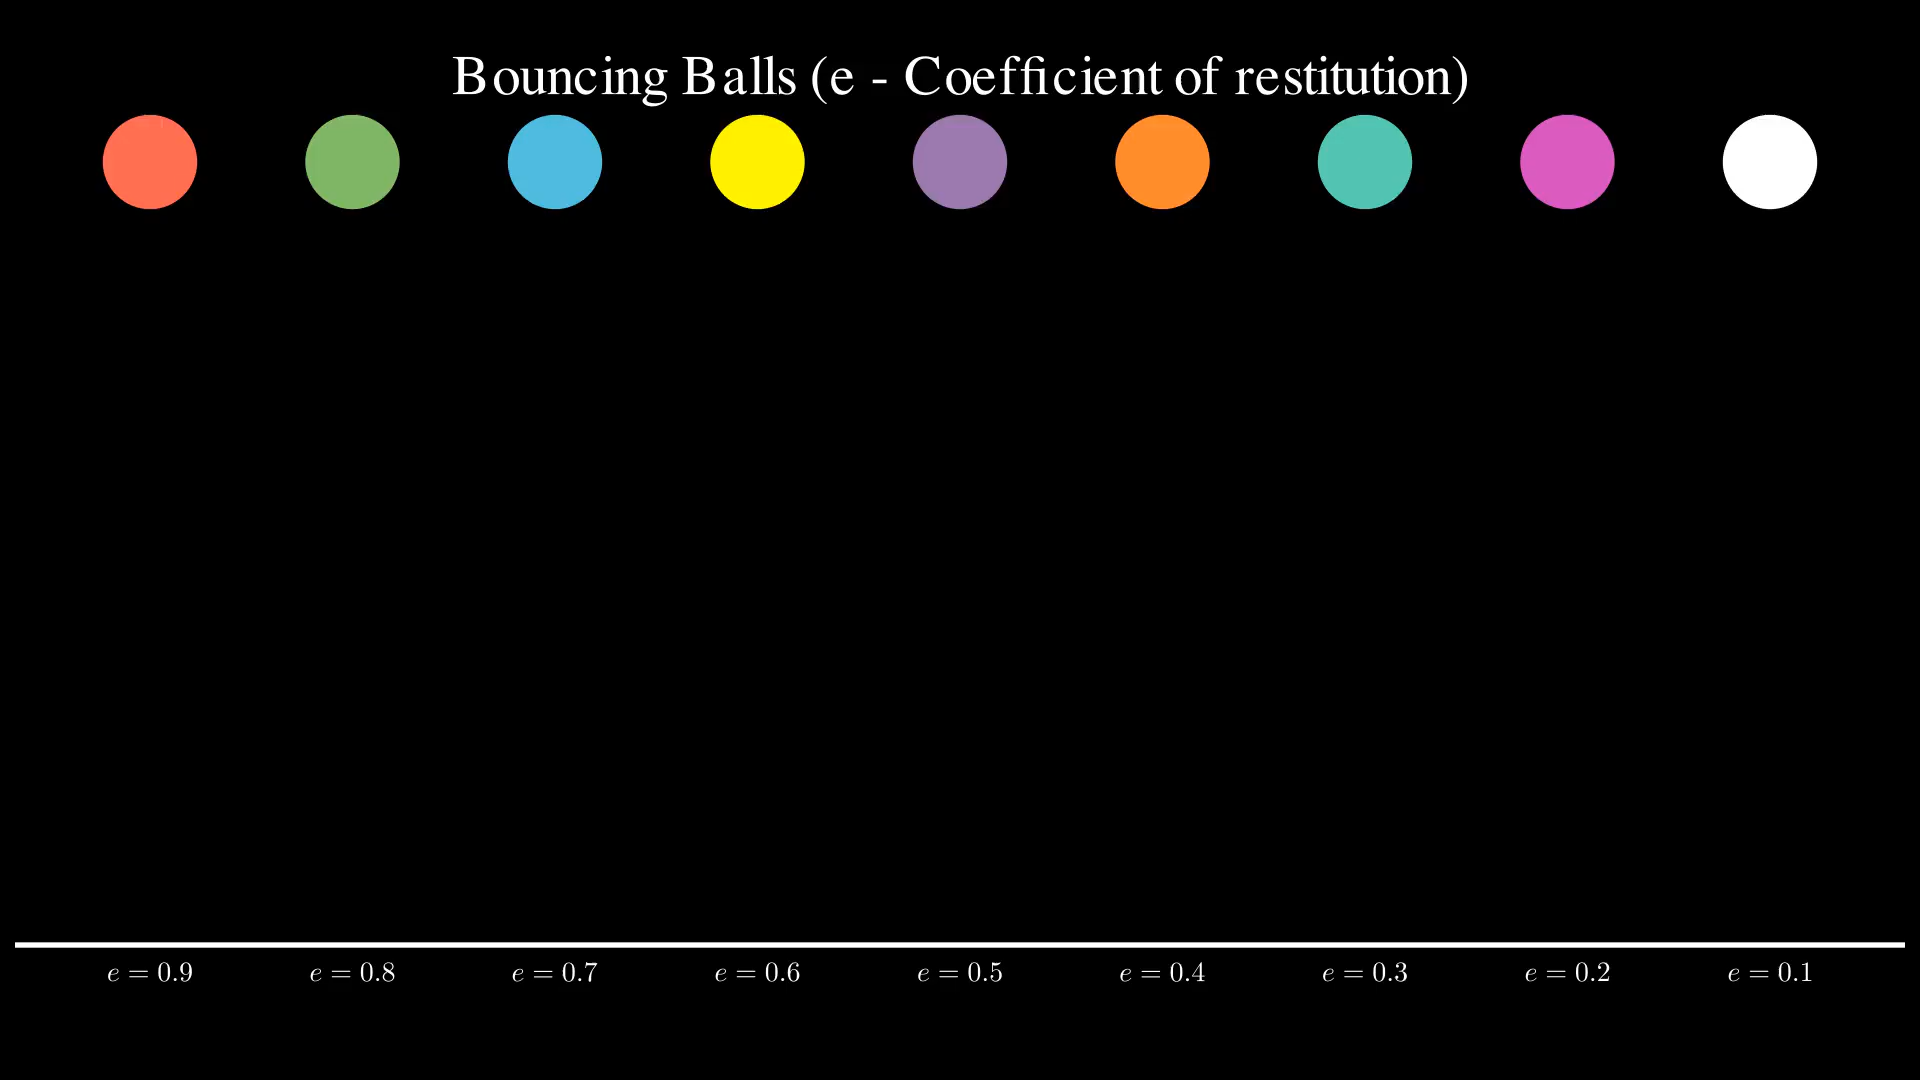 Bouncing Balls (e - Coefficient of restitution)
e = 0.9 e = 0.8 e = 0.7 e = 0.6 e = 0.5 e = 0.4 e = 0.3 e = 0.2 e = 0.1